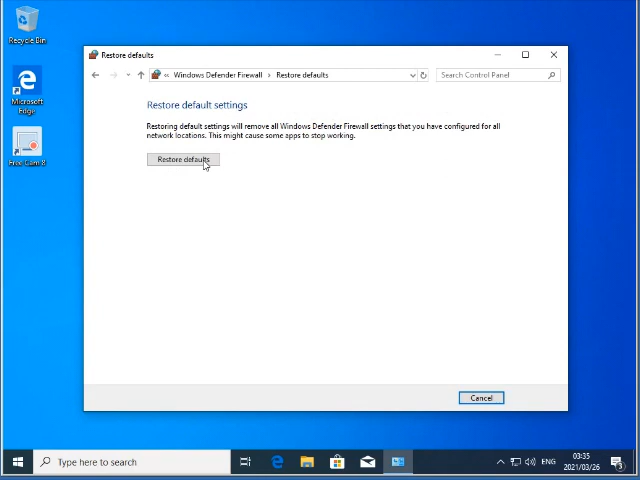 Recycle Bin
Microsoft
Edge
Free Cam 8
Restore defaults
« Windows Defender Firewall › Restore defaults
Search Control Panel
Restore default settings
Restoring default settings will remove all Windows Defender Firewall settings that you have configured for all
network locations. This might cause some apps to stop working.
Restore defaults
Cancel
Type here to search
ENG
03:35
2021/03/26
3